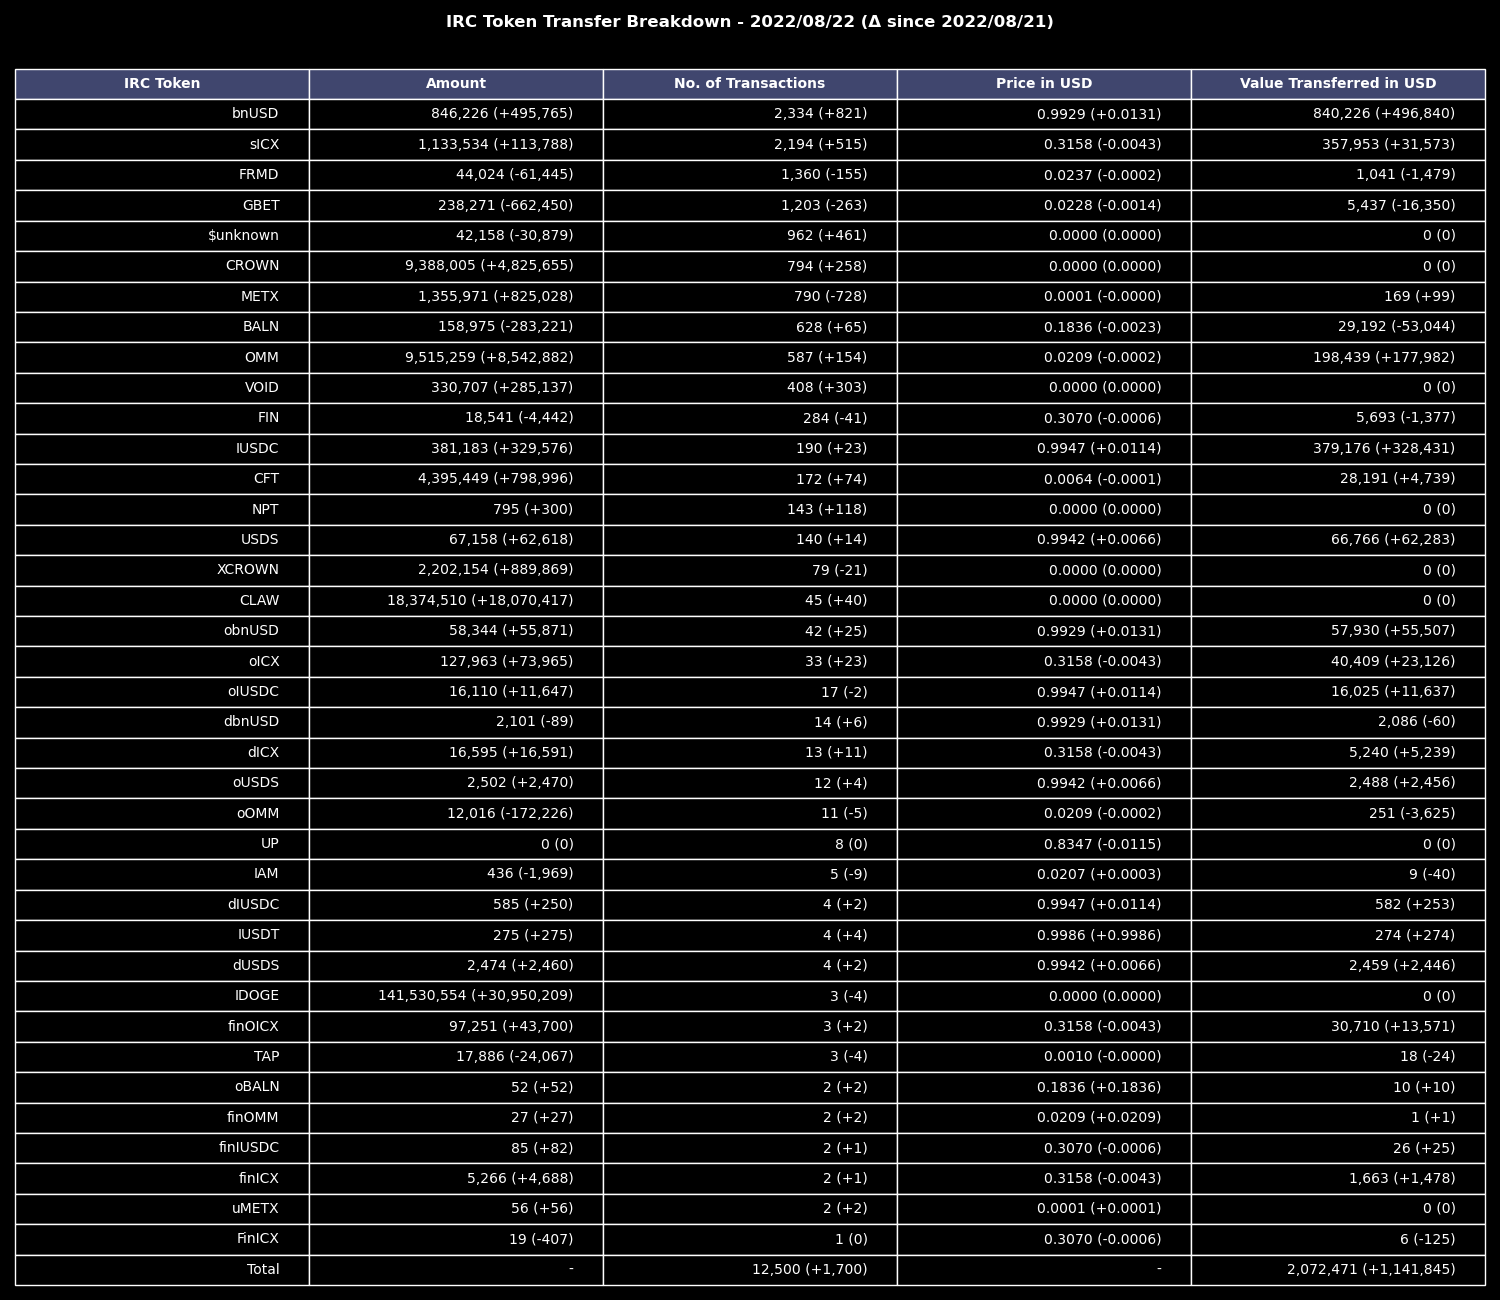 IRC Token Transfer Breakdown - 2022/08/22 (Δ since 2022/08/21)
IRC Token Amount No. of Transactions Price in USD Value Transferred in USD
bnUSD 846,226 (+495,765) 2,334 (+821) 0.9929 (+0.0131) 840,226 (+496,840)
sICX 1,133,534 (+113,788) 2,194 (+515) 0.3158 (-0.0043) 357,953 (+31,573)
FRMD 44,024 (-61,445) 1,360 (-155) 0.0237 (-0.0002) 1,041 (-1,479)
GBET 238,271 (-662,450) 1,203 (-263) 0.0228 (-0.0014) 5,437 (-16,350)
$unknown 42,158 (-30,879) 962 (+461) 0.0000 (0.0000) 0 (0)
CROWN 9,388,005 (+4,825,655) 794 (+258) 0.0000 (0.0000) 0 (0)
METX 1,355,971 (+825,028) 790 (-728) 0.0001 (-0.0000) 169 (+99)
BALN 158,975 (-283,221) 628 (+65) 0.1836 (-0.0023) 29,192 (-53,044)
OMM 9,515,259 (+8,542,882) 587 (+154) 0.0209 (-0.0002) 198,439 (+177,982)
VOID 330,707 (+285,137) 408 (+303) 0.0000 (0.0000) 0 (0)
FIN 18,541 (-4,442) 284 (-41) 0.3070 (-0.0006) 5,693 (-1,377)
IUSDC 381,183 (+329,576) 190 (+23) 0.9947 (+0.0114) 379,176 (+328,431)
CFT 4,395,449 (+798,996) 172 (+74) 0.0064 (-0.0001) 28,191 (+4,739)
NPT 795 (+300) 143 (+118) 0.0000 (0.0000) 0 (0)
USDS 67,158 (+62,618) 140 (+14) 0.9942 (+0.0066) 66,766 (+62,283)
XCROWN 2,202,154 (+889,869) 79 (-21) 0.0000 (0.0000) 0 (0)
CLAW 18,374,510 (+18,070,417) 45 (+40) 0.0000 (0.0000) 0 (0)
obnUSD 58,344 (+55,871) 42 (+25) 0.9929 (+0.0131) 57,930 (+55,507)
oICX 127,963 (+73,965) 33 (+23) 0.3158 (-0.0043) 40,409 (+23,126)
oIUSDC 16,110 (+11,647) 17 (-2) 0.9947 (+0.0114) 16,025 (+11,637)
dbnUSD 2,101 (-89) 14 (+6) 0.9929 (+0.0131) 2,086 (-60)
dICX 16,595 (+16,591) 13 (+11) 0.3158 (-0.0043) 5,240 (+5,239)
oUSDS 2,502 (+2,470) 12 (+4) 0.9942 (+0.0066) 2,488 (+2,456)
oOMM 12,016 (-172,226) 11 (-5) 0.0209 (-0.0002) 251 (-3,625)
UP 0 (0) 8 (0) 0.8347 (-0.0115) 0 (0)
IAM 436 (-1,969) 5 (-9) 0.0207 (+0.0003) 9 (-40)
dIUSDC 585 (+250) 4 (+2) 0.9947 (+0.0114) 582 (+253)
IUSDT 275 (+275) 4 (+4) 0.9986 (+0.9986) 274 (+274)
dUSDS 2,474 (+2,460) 4 (+2) 0.9942 (+0.0066) 2,459 (+2,446)
IDOGE 141,530,554 (+30,950,209) 3 (-4) 0.0000 (0.0000) 0 (0)
finOICX 97,251 (+43,700) 3 (+2) 0.3158 (-0.0043) 30,710 (+13,571)
TAP 17,886 (-24,067) 3 (-4) 0.0010 (-0.0000) 18 (-24)
oBALN 52 (+52) 2 (+2) 0.1836 (+0.1836) 10 (+10)
finOMM 27 (+27) 2 (+2) 0.0209 (+0.0209) 1 (+1)
finIUSDC 85 (+82) 2 (+1) 0.3070 (-0.0006) 26 (+25)
finICX 5,266 (+4,688) 2 (+1) 0.3158 (-0.0043) 1,663 (+1,478)
uMETX 56 (+56) 2 (+2) 0.0001 (+0.0001) 0 (0)
FinICX 19 (-407) 1 (0) 0.3070 (-0.0006) 6 (-125)
Total - 12,500 (+1,700) - 2,072,471 (+1,141,845)